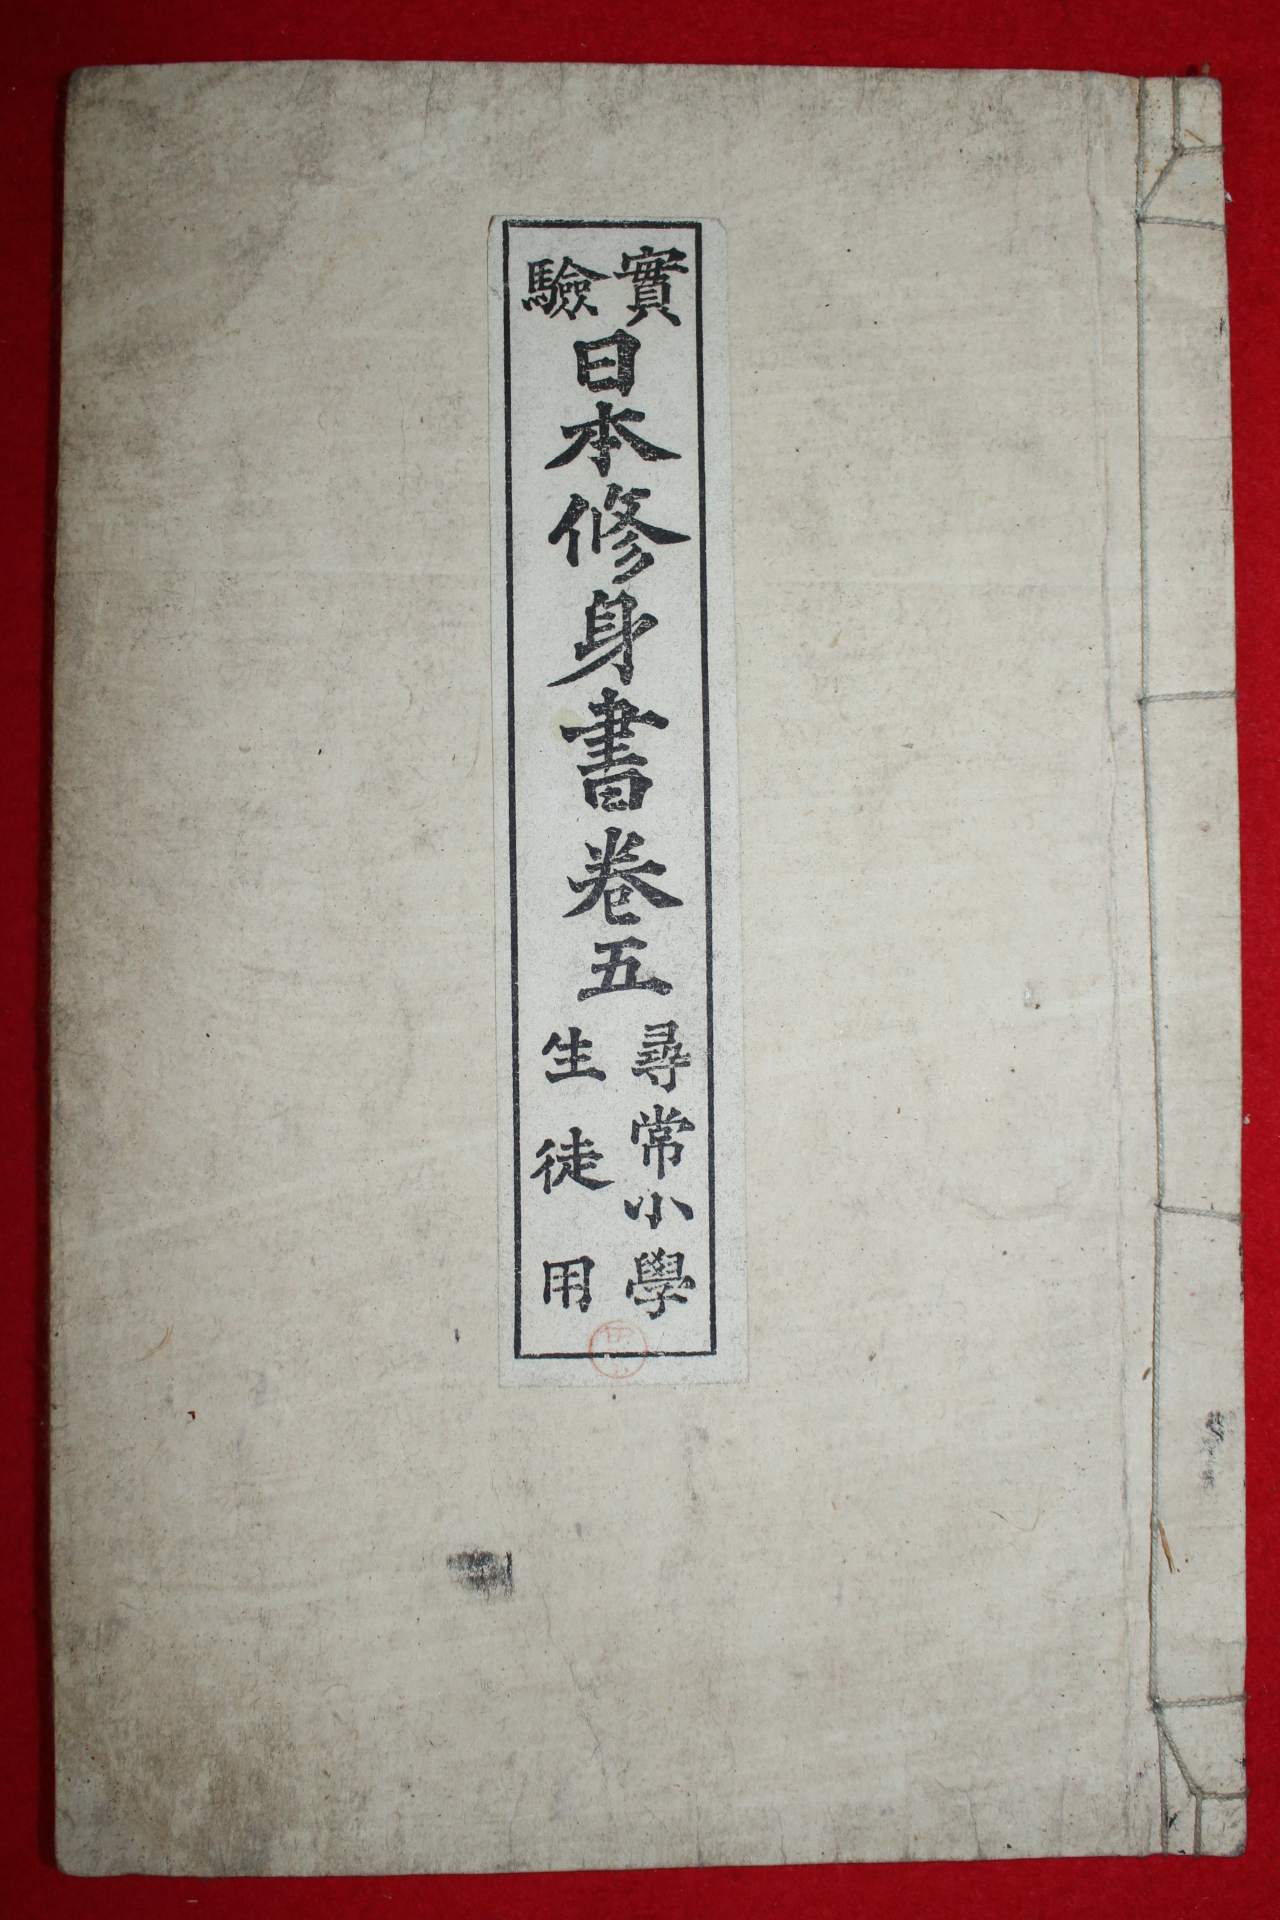 實驗
日本修身書卷五
尋常小學
生徒用